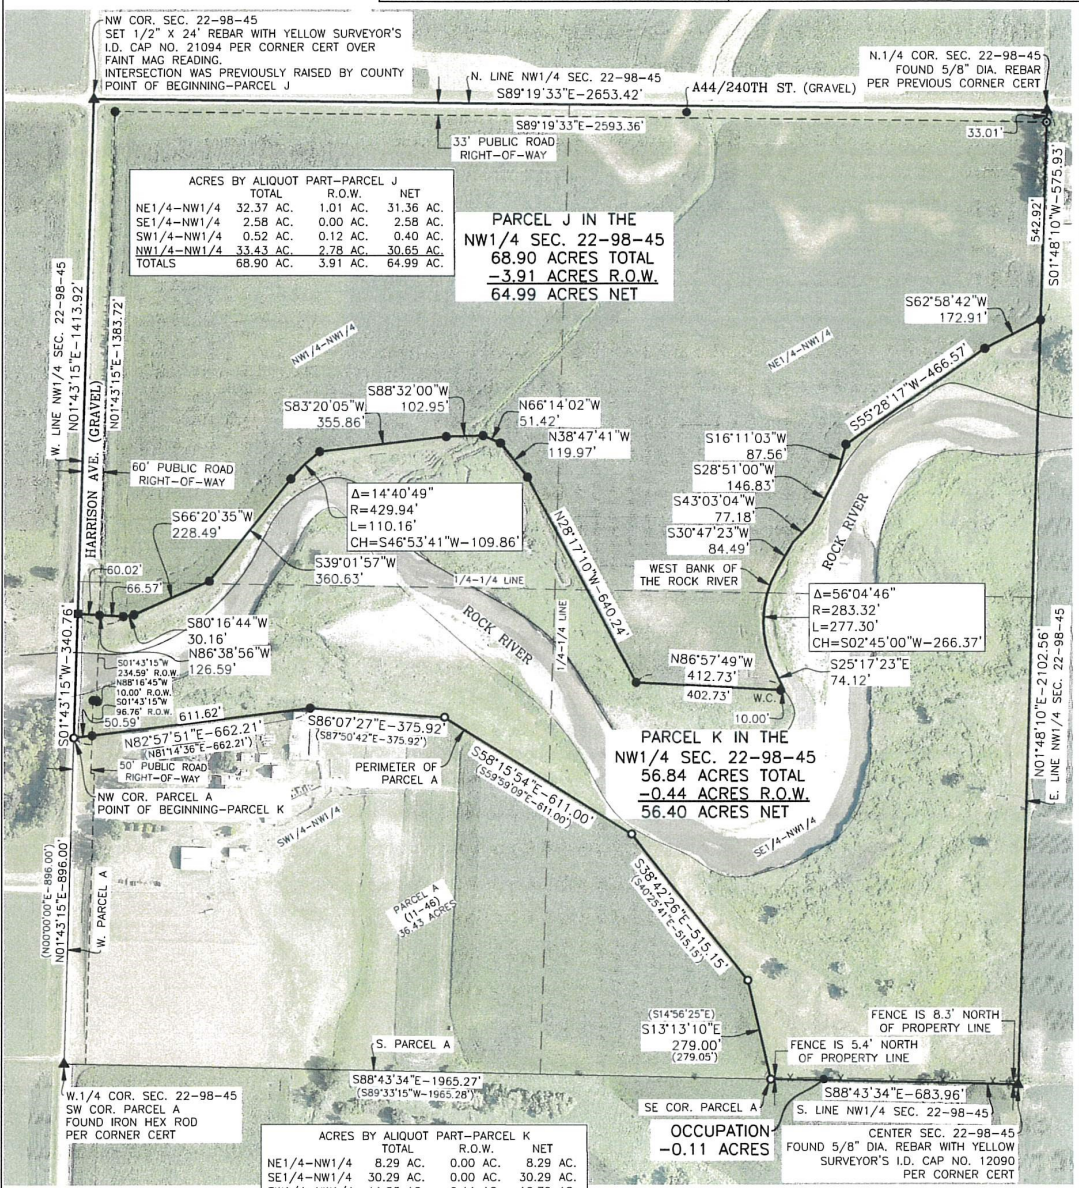 NW COR. SEC. 22-98-45
SET 1/2" X 24' REBAR WITH YELLOW SURVEYOR'S
I.D. CAP NO. 21094 PER CORNER CERT OVER
FAINT MAG READING.
INTERSECTION WAS PREVIOUSLY RAISED BY COUNTY
POINT OF BEGINNING-PARCEL J
N. LINE NW1/4 SEC. 22-98-45
S89°19'33"E-2653.42'
A44/240TH ST. (GRAVEL)
N.1/4 COR. SEC. 22-98-45
FOUND 5/8" DIA. REBAR
PER PREVIOUS CORNER CERT
S89°19'33"E-2593.36'
33' PUBLIC ROAD
RIGHT-OF-WAY
33.01'
542.92'
S01°48'10"W-575.93'
ACRES BY ALIQUOT PART-PARCEL J
TOTAL R.O.W. NET
NE1/4-NW1/4 32.37 AC. 1.01 AC. 31.36 AC.
SE1/4-NW1/4 2.58 AC. 0.00 AC. 2.58 AC.
SW1/4-NW1/4 0.52 AC. 0.12 AC. 0.40 AC.
NW1/4-NW1/4 33.43 AC. 2.78 AC. 30.65 AC.
TOTALS 68.90 AC. 3.91 AC. 64.99 AC.
PARCEL J IN THE
NW1/4 SEC. 22-98-45
68.90 ACRES TOTAL
-3.91 ACRES R.O.W.
64.99 ACRES NET
W. LINE NW1/4 SEC. 22-98-45
N01°43'15"E-1413.92'
HARRISON AVE. (GRAVEL)
N01°43'15"E-1383.72'
NW1/4-NW1/4
NE1/4-NW1/4
S62°58'42"W
172.91'
S55°28'17"W-466.57'
S88°32'00"W
102.95'
S83°20'05"W
355.86'
N66°14'02"W
51.42'
N38°47'41"W
119.97'
S16°11'03"W
87.56'
S28°51'00"W
146.83'
S43°03'04"W
77.18'
S30°47'23"W
84.49'
WEST BANK OF
THE ROCK RIVER
ROCK RIVER
60' PUBLIC ROAD
RIGHT-OF-WAY
S66°20'35"W
228.49'
Δ=14°40'49"
R=429.94'
L=110.16'
CH=S46°53'41"W-109.86'
N28°17'10"W-640.24'
S39°01'57"W
360.63'
1/4-1/4 LINE
1/4-1/4 LINE
60.02'
66.57'
ROCK RIVER
Δ=56°04'46"
R=283.32'
L=277.30'
CH=S02°45'00"W-266.37'
S80°16'44"W
30.16'
N86°38'56"W
126.59'
S25°17'23"E
74.12'
N86°57'49"W
412.73'
402.73'
W.C.
10.00'
S01°43'15"W-340.76'
S01°43'15"W
234.59' R.O.W.
N88°16'45"W
10.00' R.O.W.
S01°43'15"W
96.76' R.O.W.
50.59'
611.62'
N82°57'51"E-662.21'
(N81°14'36"E-662.21')
S86°07'27"E-375.92'
(S87°50'42"E-375.92')
50' PUBLIC ROAD
RIGHT-OF-WAY
PERIMETER OF
PARCEL A
S58°15'54"E-611.00'
(S59°59'09"E-611.00')
PARCEL K IN THE
NW1/4 SEC. 22-98-45
56.84 ACRES TOTAL
-0.44 ACRES R.O.W.
56.40 ACRES NET
NW COR. PARCEL A
POINT OF BEGINNING-PARCEL K
SW1/4-NW1/4
SE1/4-NW1/4
N01°48'10"E-2102.56'
E. LINE NW1/4 SEC. 22-98-45
(N00°00'00"E-896.00')
N01°43'15"E-896.00'
W. PARCEL A
PARCEL A
(11-46)
36.43 ACRES
S38°42'26"E-515.15'
(S40°25'41"E-515.15')
(S14°56'25"E)
S13°13'10"E
279.00'
(279.05')
FENCE IS 8.3' NORTH
OF PROPERTY LINE
FENCE IS 5.4' NORTH
OF PROPERTY LINE
S. PARCEL A
S88°43'34"E-1965.27'
(S89°33'15"W-1965.28')
S88°43'34"E-683.96'
W.1/4 COR. SEC. 22-98-45
SW COR. PARCEL A
FOUND IRON HEX ROD
PER CORNER CERT
SE COR. PARCEL A
S. LINE NW1/4 SEC. 22-98-45
OCCUPATION
-0.11 ACRES
CENTER SEC. 22-98-45
FOUND 5/8" DIA. REBAR WITH YELLOW
SURVEYOR'S I.D. CAP NO. 12090
PER CORNER CERT
ACRES BY ALIQUOT PART-PARCEL K
TOTAL R.O.W. NET
NE1/4-NW1/4 8.29 AC. 0.00 AC. 8.29 AC.
SE1/4-NW1/4 30.29 AC. 0.00 AC. 30.29 AC.